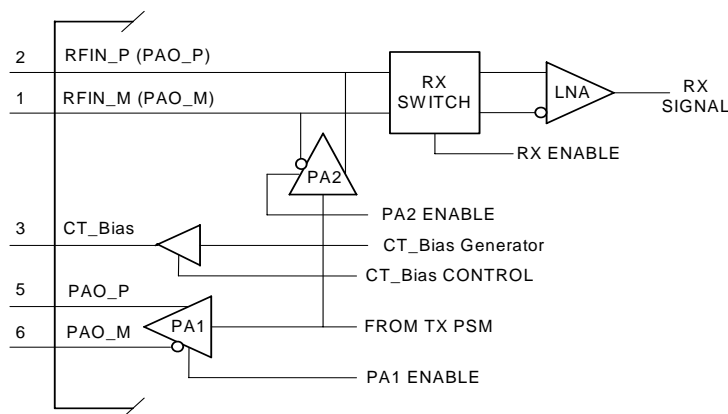 2 RFIN_P (PAO_P)
1 RFIN_M (PAO_M)
RX
SWITCH
LNA
RX
SIGNAL
RX ENABLE
PA2
PA2 ENABLE
3 CT_Bias
CT_Bias Generator
CT_Bias CONTROL
5 PAO_P
6 PAO_M
PA1
FROM TX PSM
PA1 ENABLE